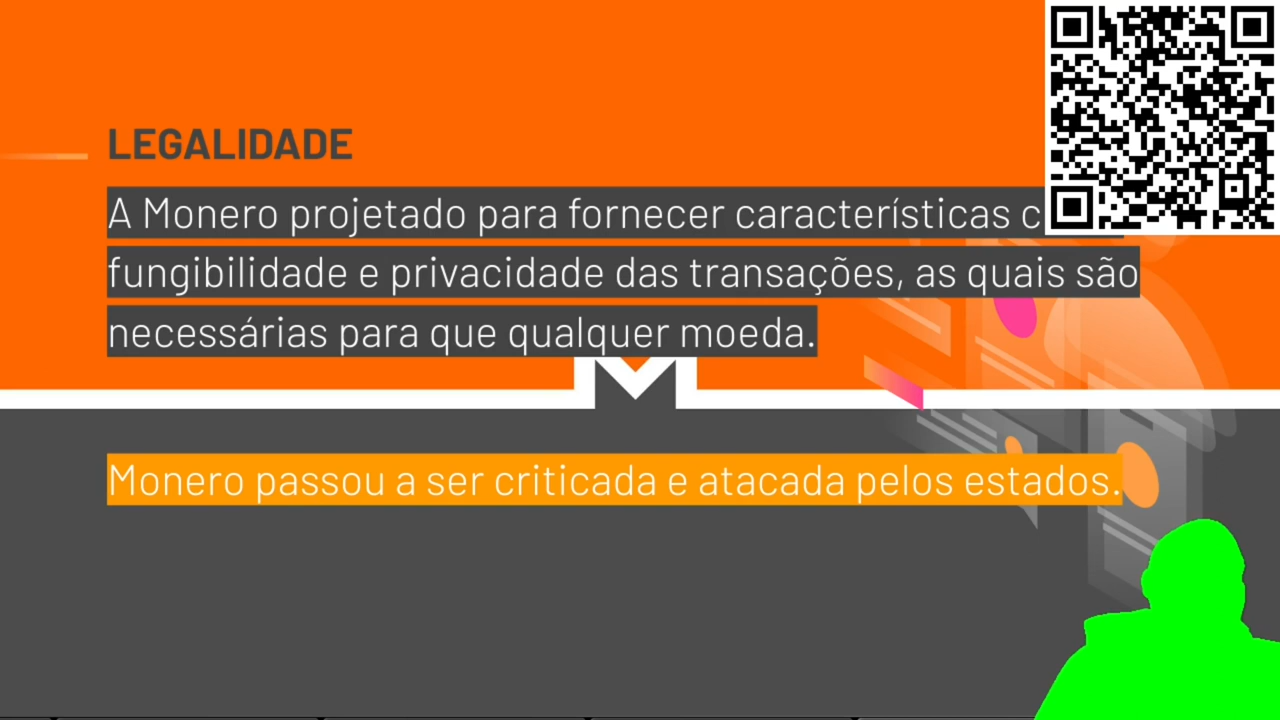 LEGALIDADE
A Monero projetado para fornecer características
fungibilidade e privacidade das transações, as quais são
necessárias para que qualquer moeda.
Monero passou a ser criticada e atacada pelos estados.